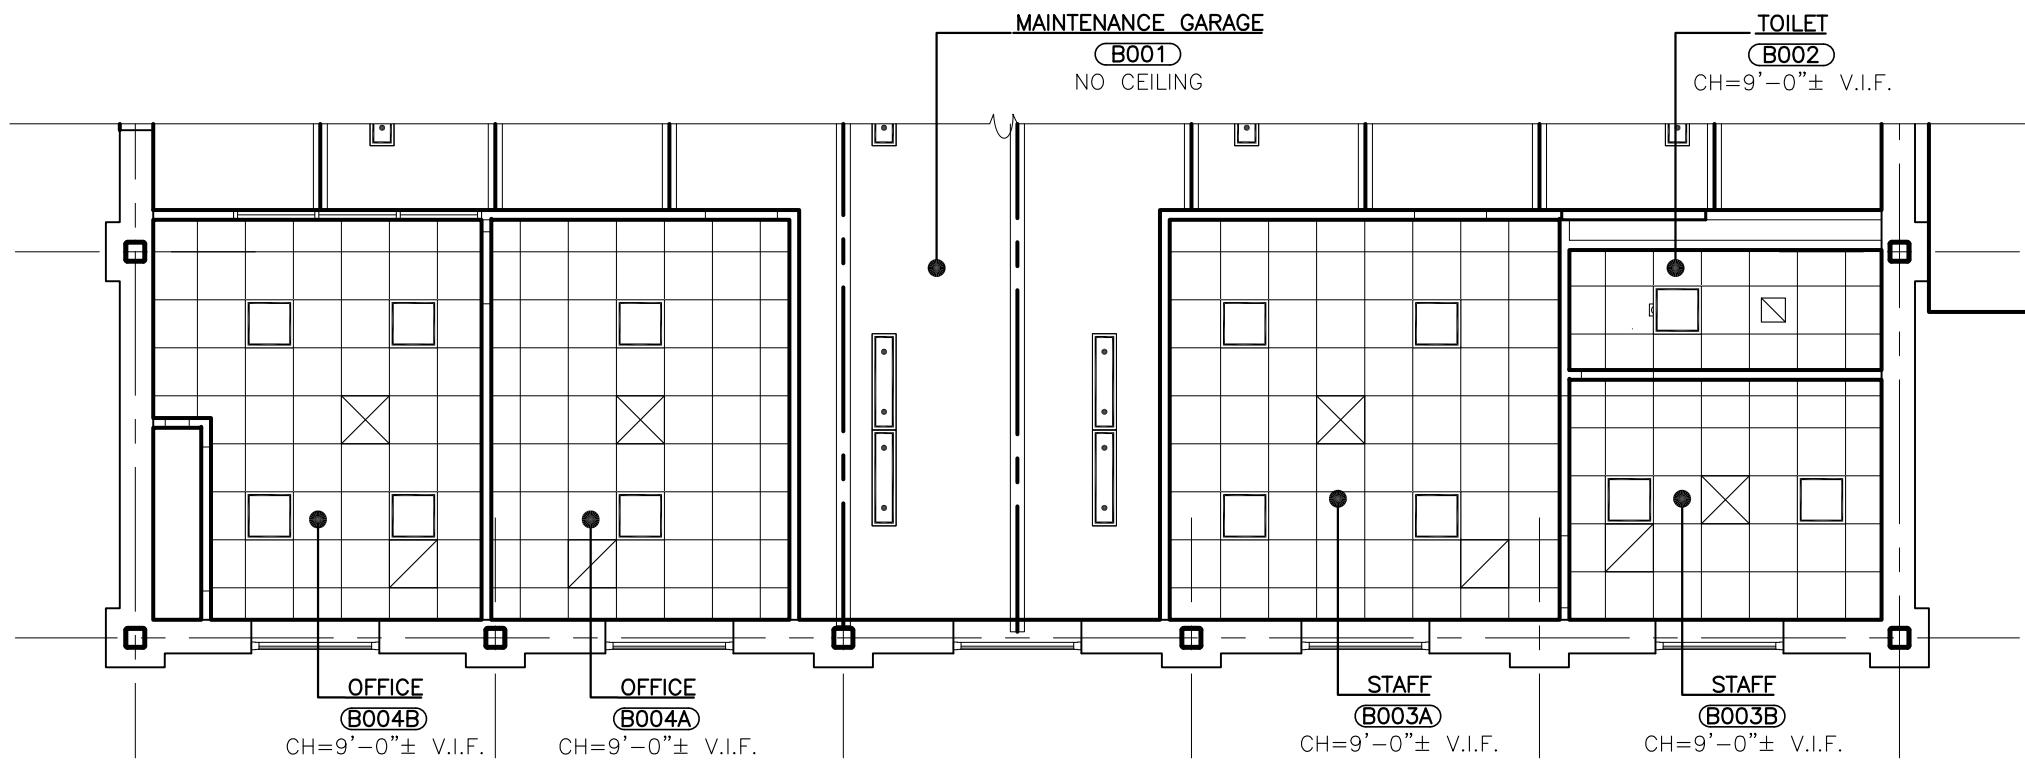 MAINTENANCE GARAGE
B001
NO CEILING
TOILET
B002
CH=9'-0"± V.I.F.
OFFICE
B004B
CH=9'-0"± V.I.F.
OFFICE
B004A
CH=9'-0"± V.I.F.
STAFF
B003A
CH=9'-0"± V.I.F.
STAFF
B003B
CH=9'-0"± V.I.F.